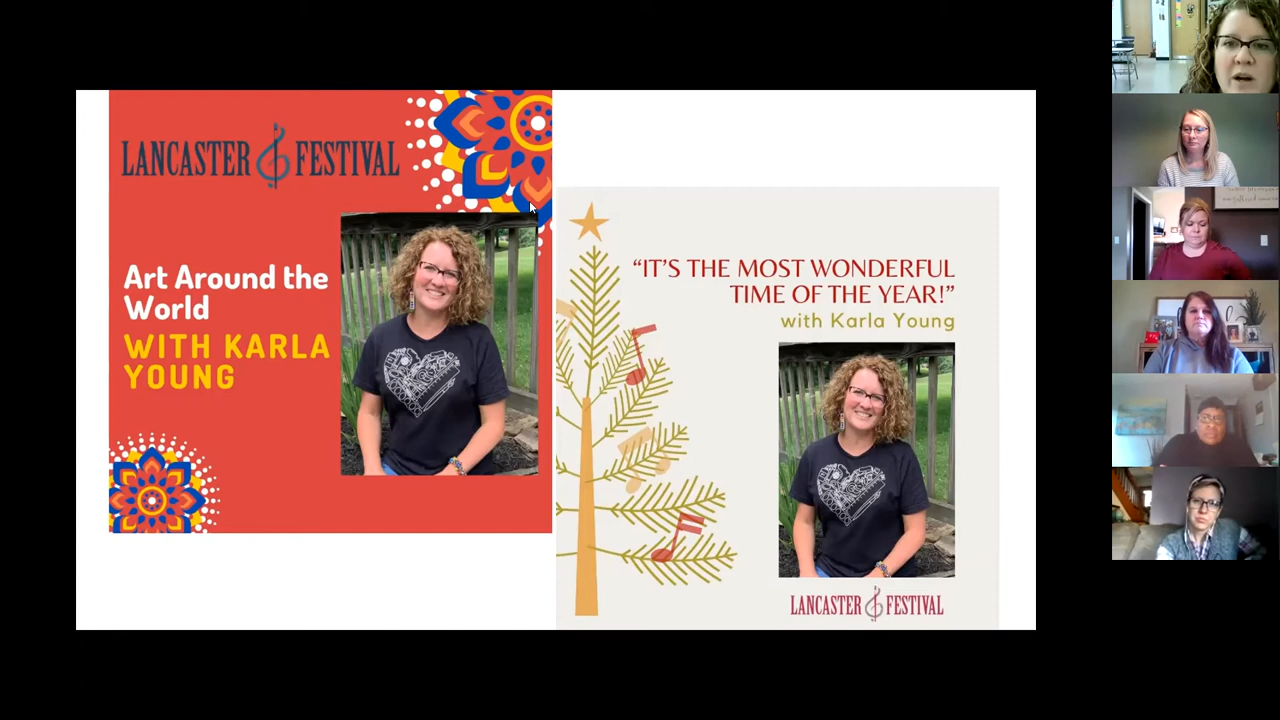 LANCASTER FESTIVAL
Art Around the
World
WITH KARLA
YOUNG
“IT’S THE MOST WONDERFUL
TIME OF THE YEAR!”
with Karla Young
LANCASTER FESTIVAL